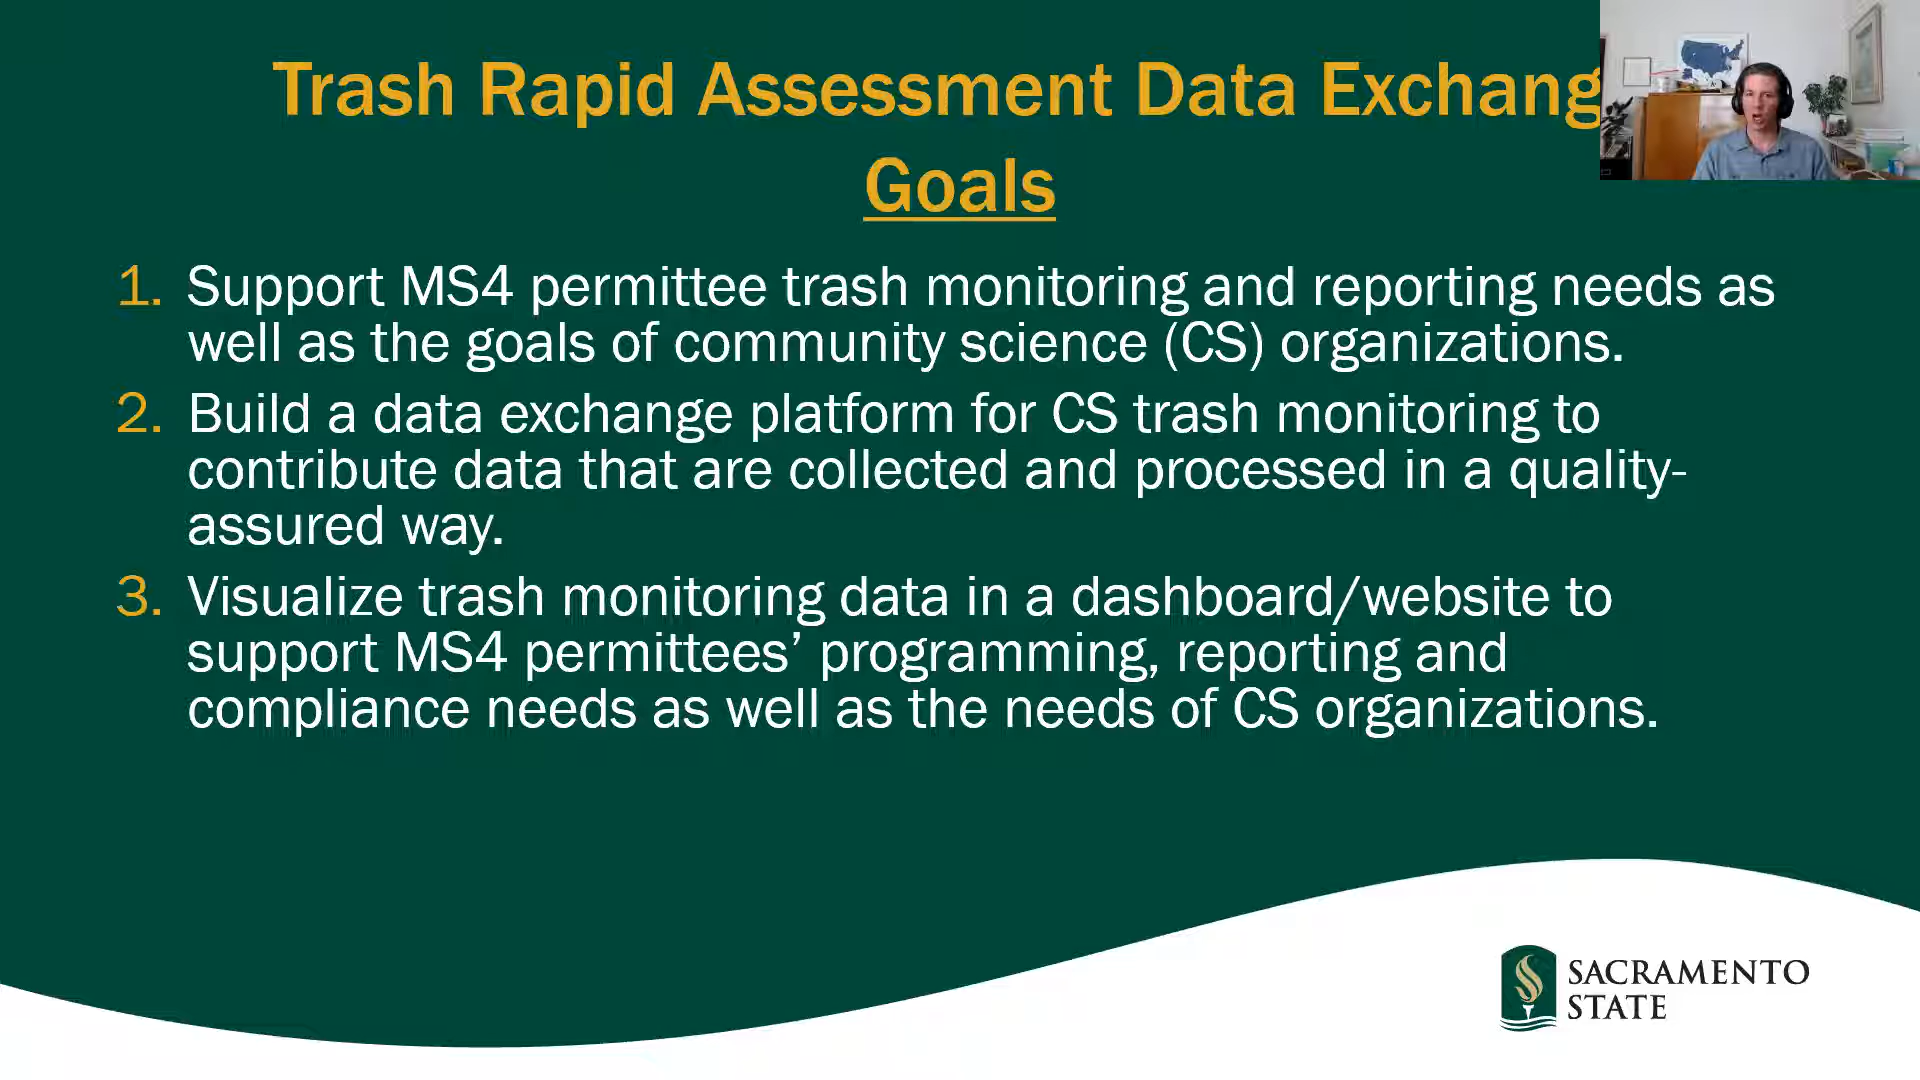 Trash Rapid Assessment Data Exchang
Goals
1. Support MS4 permittee trash monitoring and reporting needs as
well as the goals of community science (CS) organizations.
2. Build a data exchange platform for CS trash monitoring to
contribute data that are collected and processed in a quality-
assured way.
3. Visualize trash monitoring data in a dashboard/website to
support MS4 permittees’ programming, reporting and
compliance needs as well as the needs of CS organizations.
SACRAMENTO
STATE